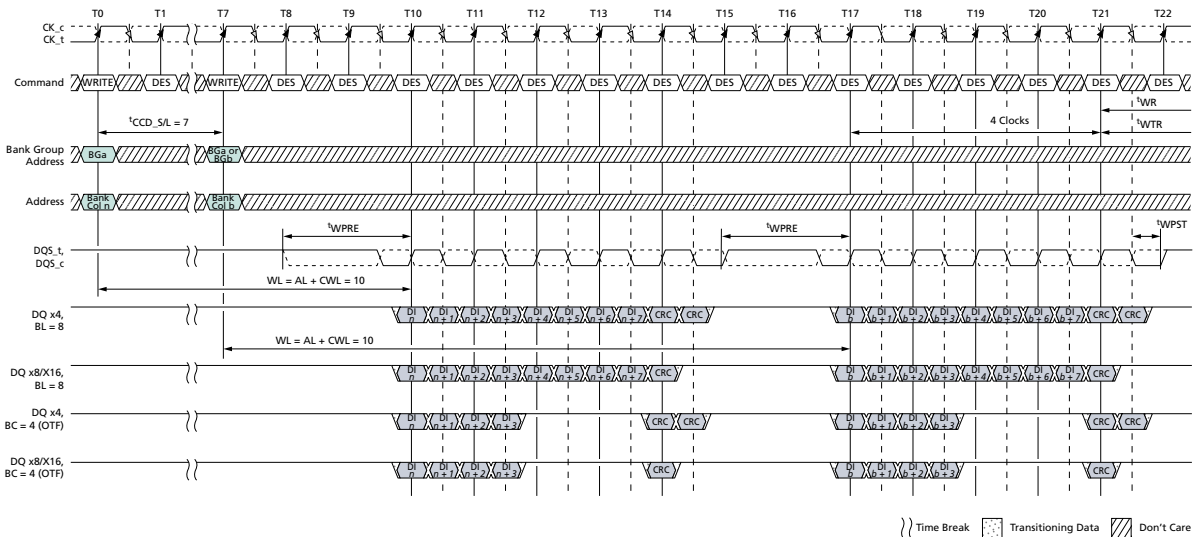 T0 T1 T7 T8 T9 T10 T11 T12 T13 T14 T15 T16 T17 T18 T19 T20 T21 T22
CK_c
CK_t
Command WRITE DES WRITE DES DES DES DES DES DES DES DES DES DES DES DES DES DES DES
tWR
tCCD_S/L = 7 4 Clocks tWTR
Bank Group
Address BGa BGa or
BGb
Address Bank
Col n Bank
Col b
tWPRE tWPRE tWPST
DQS_t,
DQS_c
WL = AL + CWL = 10
DQ x4,
BL = 8
DI
n DI
n + 1 DI
n + 2 DI
n + 3 DI
n + 4 DI
n + 5 DI
n + 6 DI
n + 7 CRC CRC DI
b DI
b + 1 DI
b + 2 DI
b + 3 DI
b + 4 DI
b + 5 DI
b + 6 DI
b + 7 CRC CRC
WL = AL + CWL = 10
DQ x8/X16,
BL = 8
DI
n DI
n + 1 DI
n + 2 DI
n + 3 DI
n + 4 DI
n + 5 DI
n + 6 DI
n + 7 CRC DI
b DI
b + 1 DI
b + 2 DI
b + 3 DI
b + 4 DI
b + 5 DI
b + 6 DI
b + 7 CRC
DQ x4,
BC = 4 (OTF)
DI
n DI
n + 1 DI
n + 2 DI
n + 3 CRC CRC DI
b DI
b + 1 DI
b + 2 DI
b + 3 CRC CRC
DQ x8/X16,
BC = 4 (OTF)
DI
n DI
n + 1 DI
n + 2 DI
n + 3 CRC DI
b DI
b + 1 DI
b + 2 DI
b + 3 CRC
Time Break Transitioning Data Don't Care